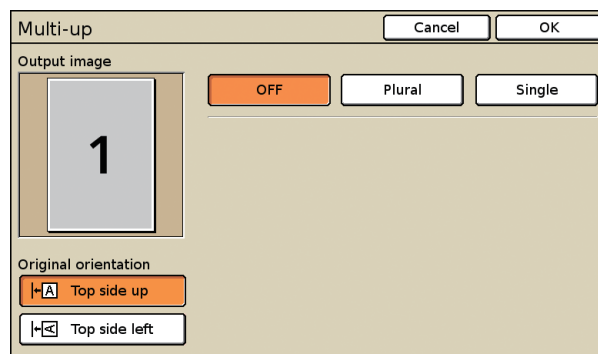 Multi-up Cancel OK
Output image
OFF Plural Single
1
Original orientation
A Top side up
A Top side left